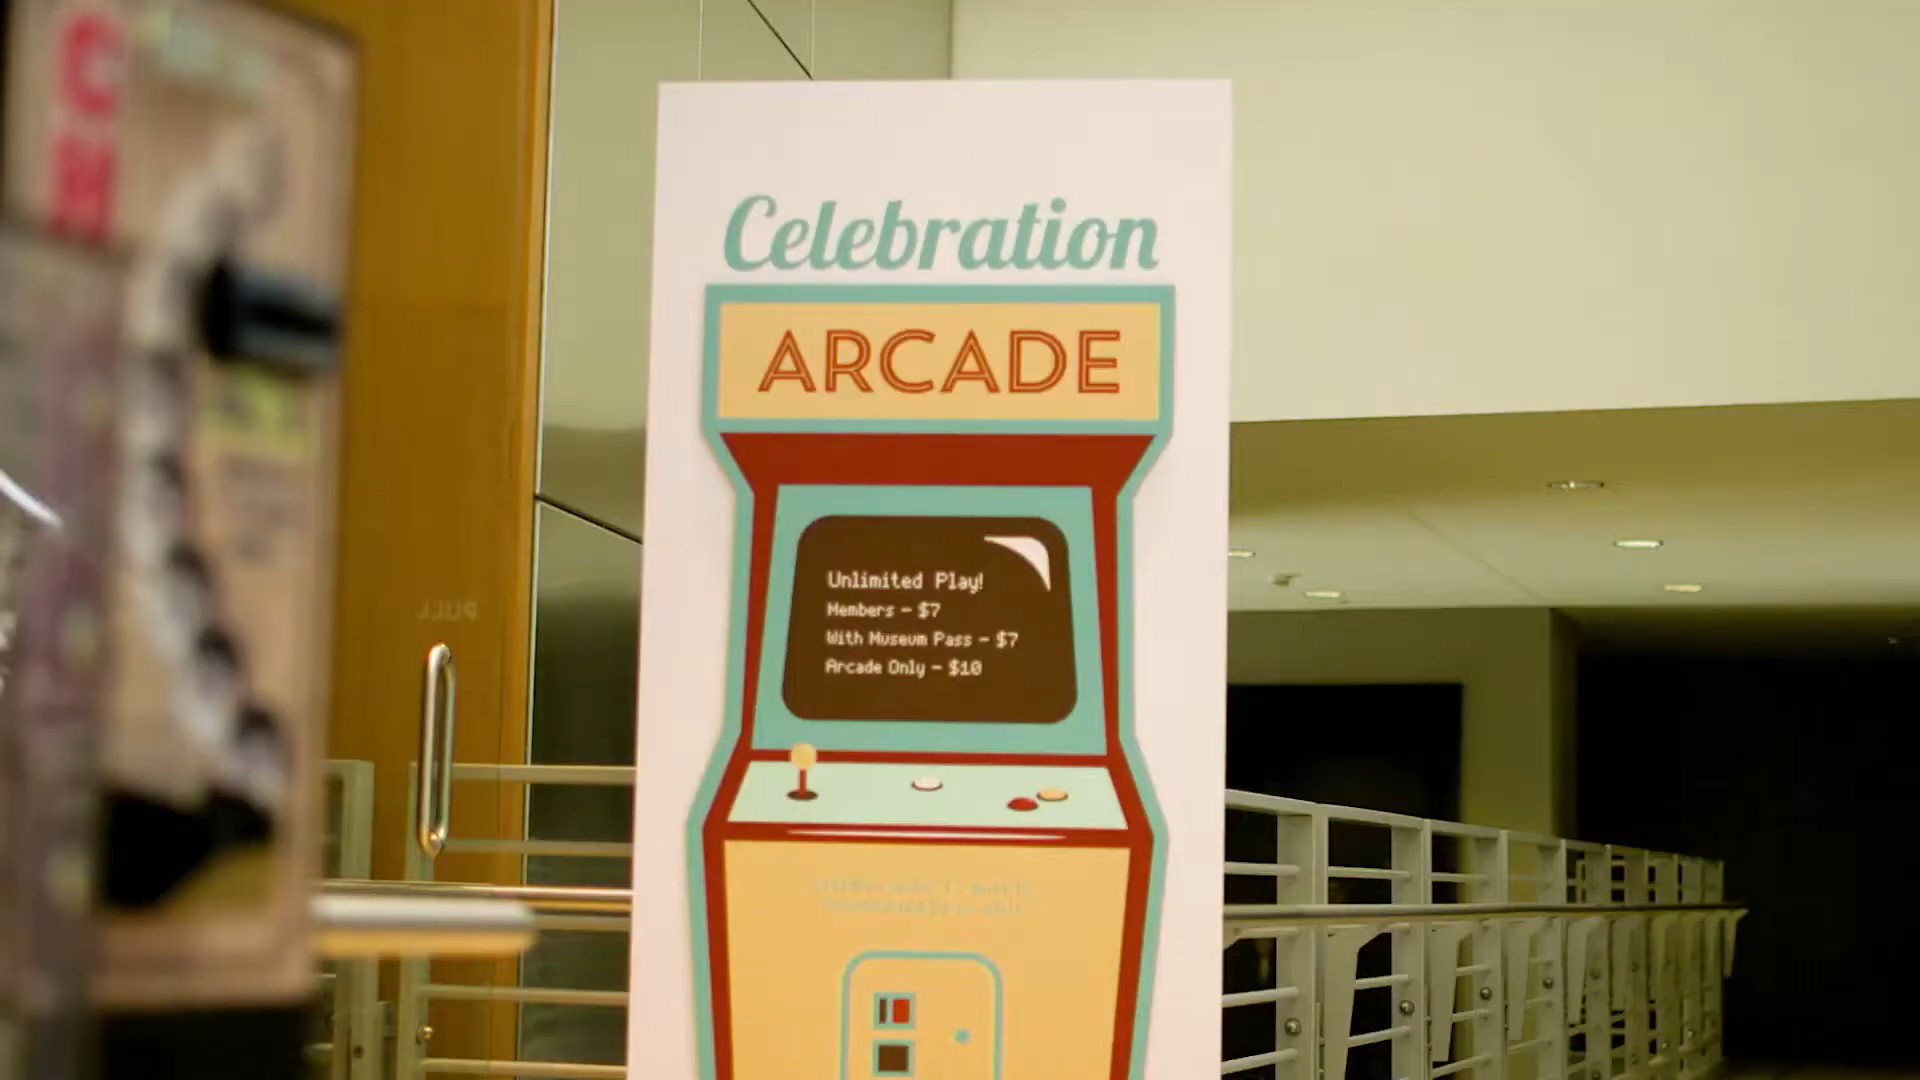 Celebration
ARCADE
Unlimited Play!
Members - $7
With Museum Pass - $7
Arcade Only - $10
PULL